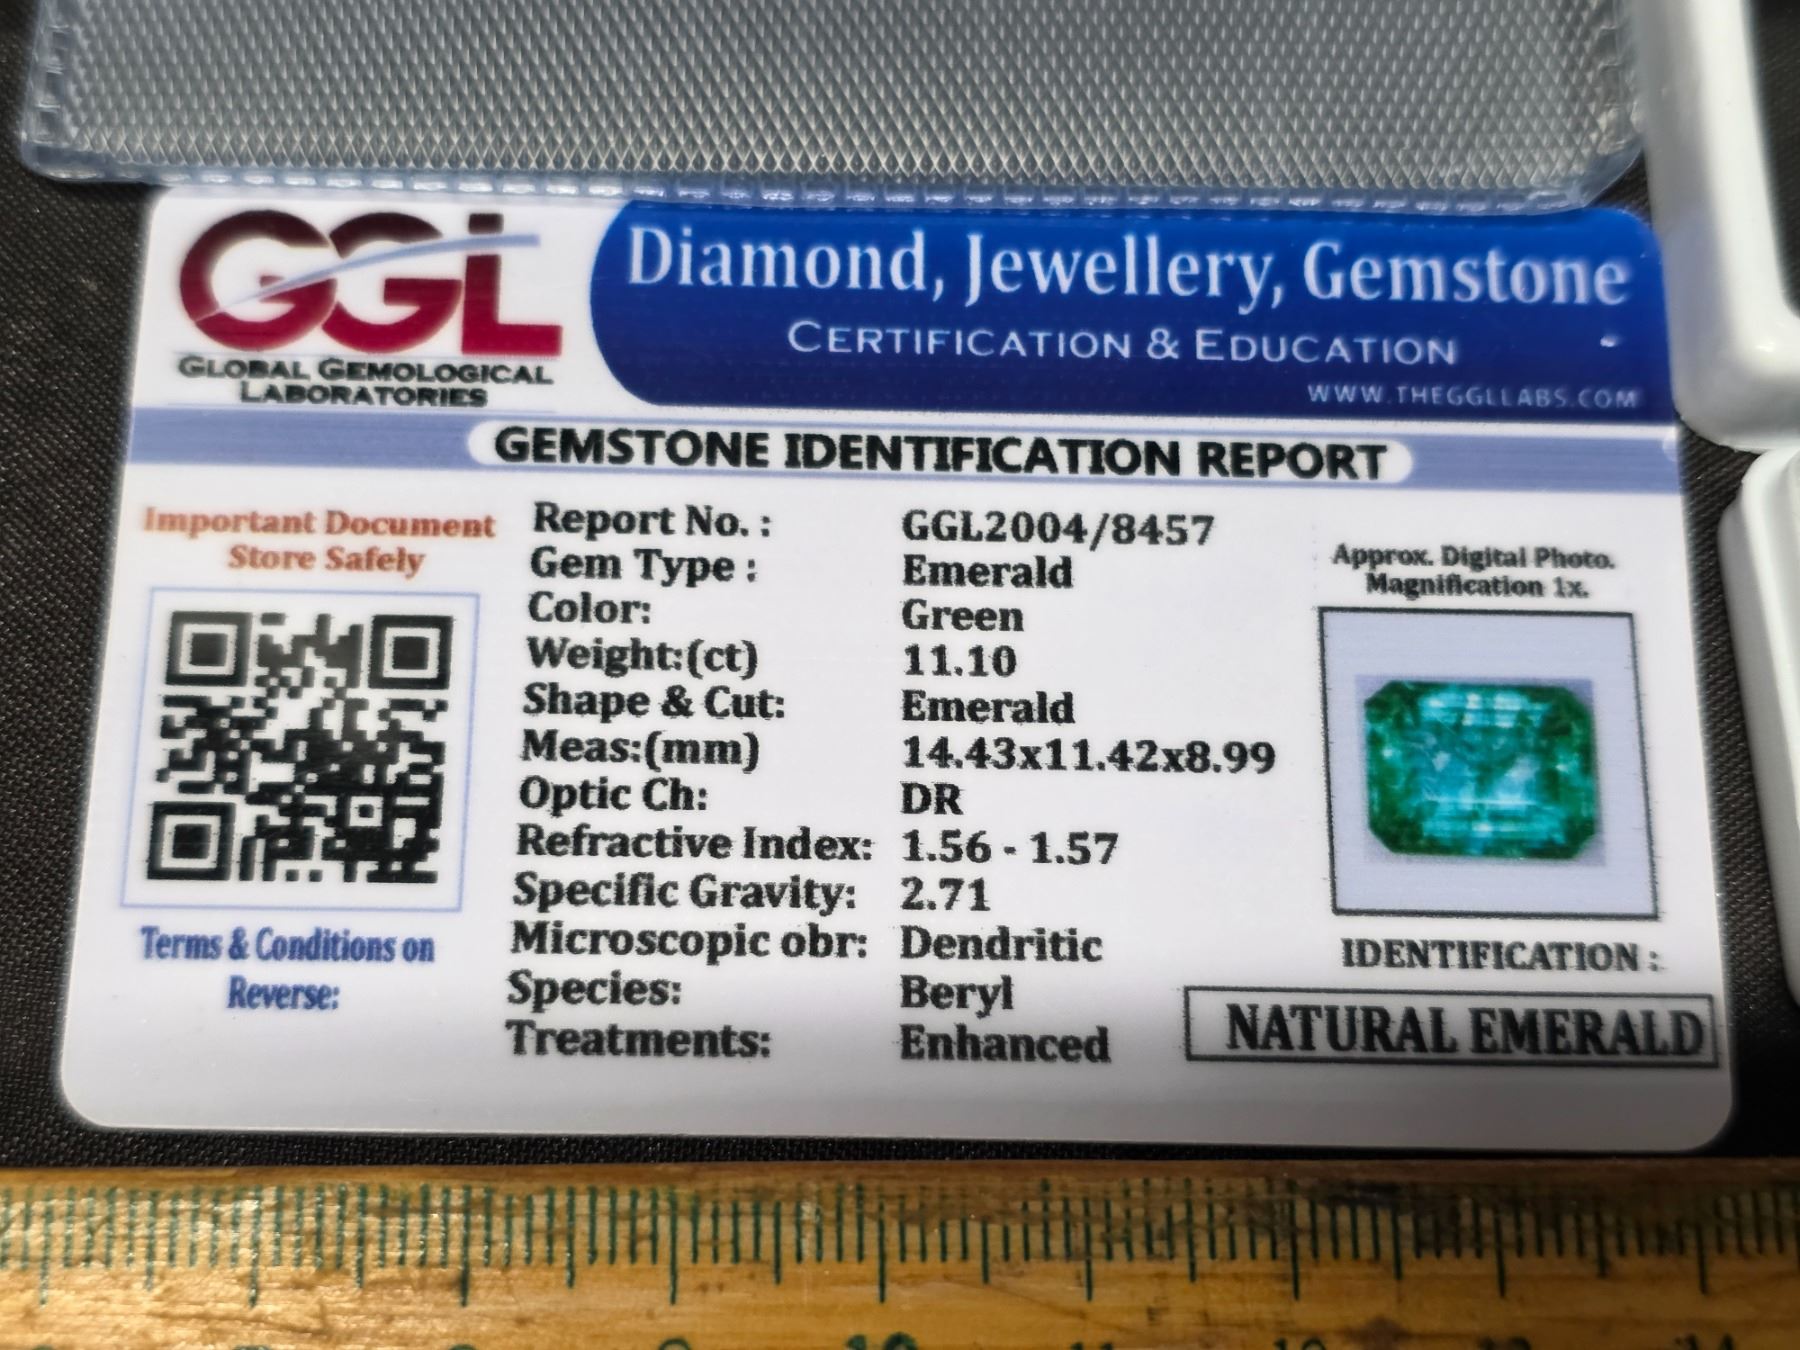 GGL
GLOBAL GEMOLOGICAL
LABORATORIES
Diamond, Jewellery, Gemstone
CERTIFICATION & EDUCATION
WWW.THEGGLLABS.COM
GEMSTONE IDENTIFICATION REPORT
Important Document
Store Safely
Terms & Conditions on
Reverse:
Report No. : GGL2004/8457
Gem Type : Emerald
Color: Green
Weight:(ct) 11.10
Shape & Cut: Emerald
Meas:(mm) 14.43x11.42x8.99
Optic Ch: DR
Refractive Index: 1.56 - 1.57
Specific Gravity: 2.71
Microscopic obr: Dendritic
Species: Beryl
Treatments: Enhanced
Approx. Digital Photo.
Magnification 1x.
IDENTIFICATION :
NATURAL EMERALD